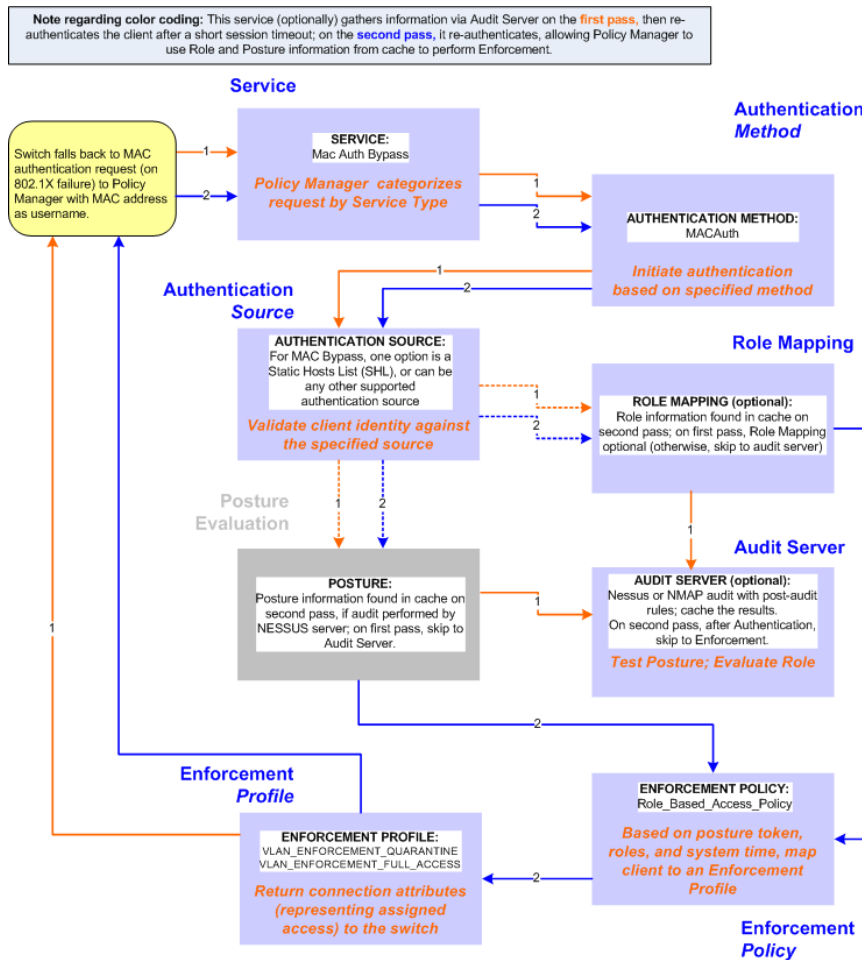 Note regarding color coding: This service (optionally) gathers information via Audit Server on the first pass, then re-
authenticates the client after a short session timeout; on the second pass, it re-authenticates, allowing Policy Manager to
use Role and Posture information from cache to perform Enforcement.
Service
Authentication
Method
Switch falls back to MAC
authentication request (on
802.1X failure) to Policy
Manager with MAC address
as username.
1
2
SERVICE:
Mac Auth Bypass
Policy Manager categorizes
request by Service Type
1
2
AUTHENTICATION METHOD:
MACAuth
Initiate authentication
based on specified method
1
2
Authentication
Source
AUTHENTICATION SOURCE:
For MAC Bypass, one option is a
Static Hosts List (SHL), or can be
any other supported
authentication source
Validate client identity against
the specified source
1
2
Role Mapping
ROLE MAPPING (optional):
Role information found in cache on
second pass; on first pass, Role Mapping
optional (otherwise, skip to audit server)
1
2
Posture
Evaluation
1
Audit Server
POSTURE:
Posture information found in cache on
second pass, if audit performed by
NESSUS server; on first pass, skip to
Audit Server.
1
AUDIT SERVER (optional):
Nessus or NMAP audit with post-audit
rules; cache the results.
On second pass, after Authentication,
skip to Enforcement.
Test Posture; Evaluate Role
1
2
Enforcement
Profile
ENFORCEMENT POLICY:
Role_Based_Access_Policy
Based on posture token,
roles, and system time, map
client to an Enforcement
Profile
2
ENFORCEMENT PROFILE:
VLAN_ENFORCEMENT_QUARANTINE
VLAN_ENFORCEMENT_FULL_ACCESS
Return connection attributes
(representing assigned
access) to the switch
Enforcement
Policy